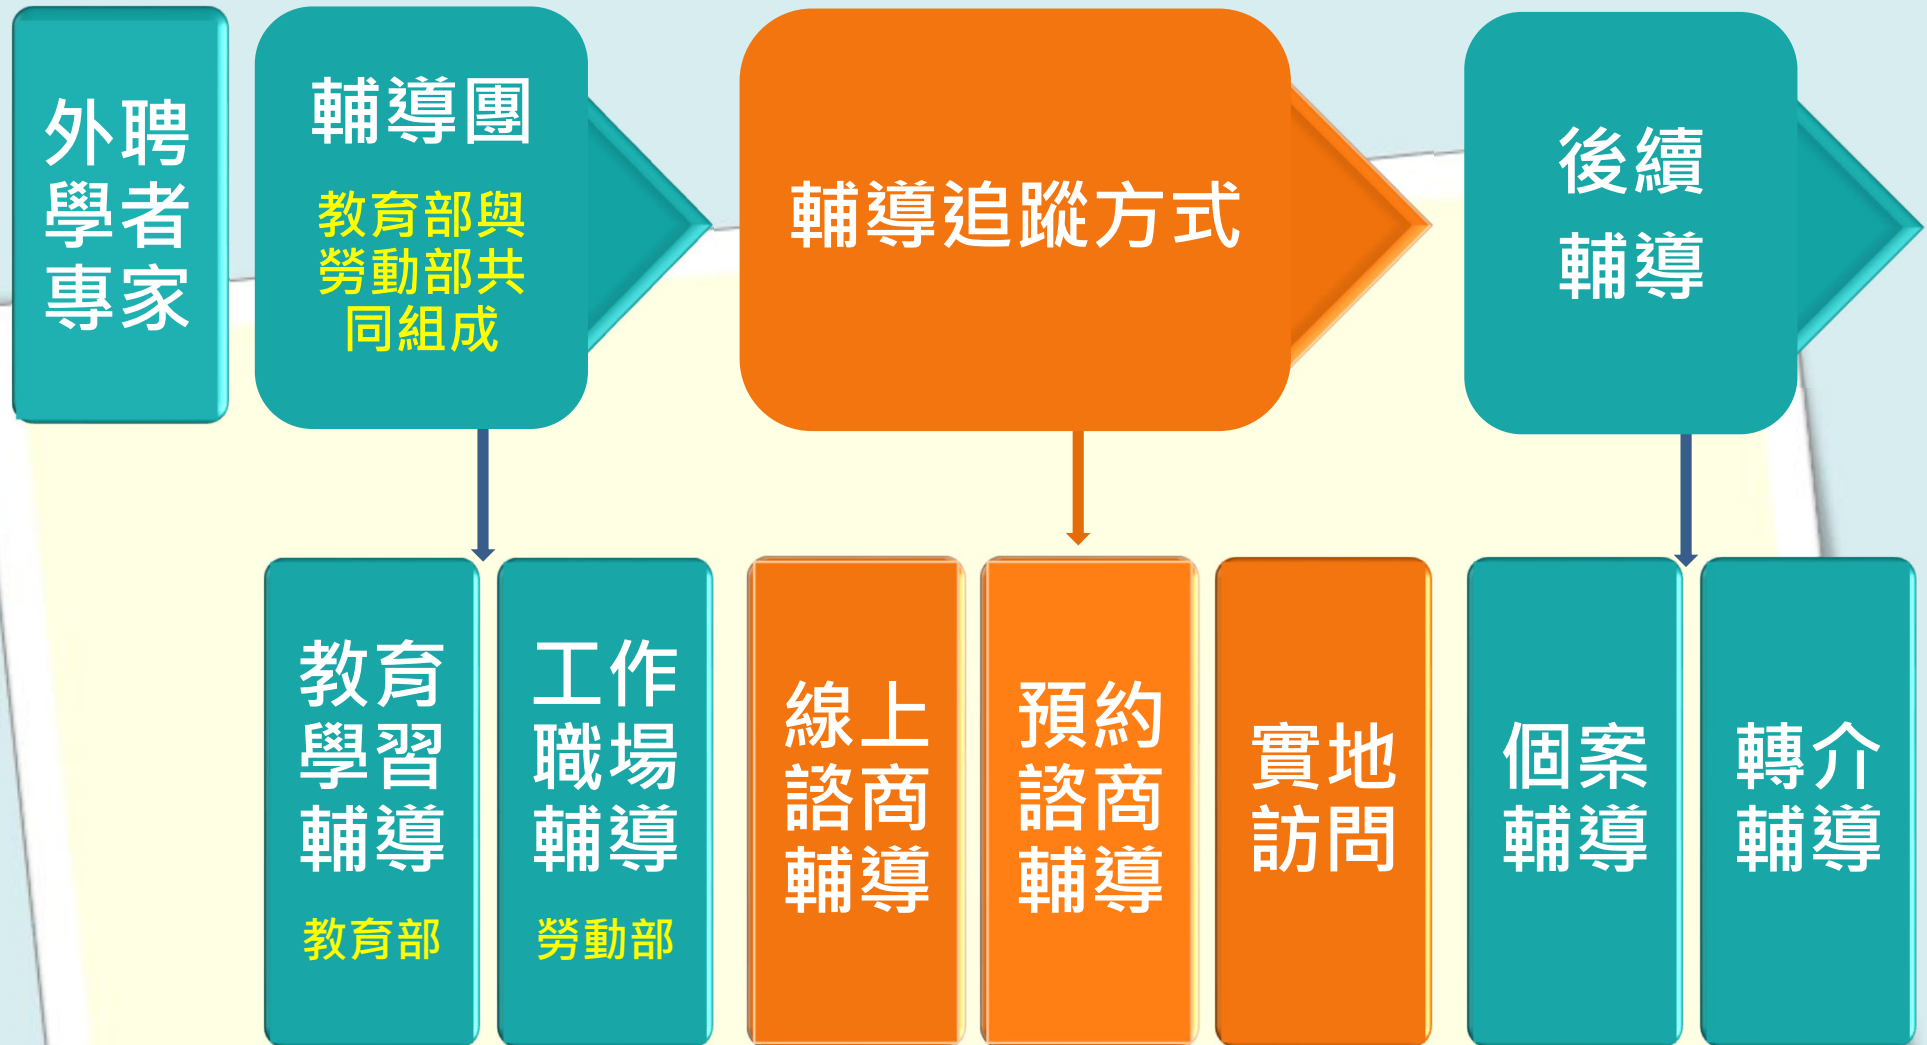 外聘
學者
專家
輔導團
教育部與
勞動部共
同組成
輔導追蹤方式
後續
輔導
教育
學習
輔導
教育部
工作
職場
輔導
勞動部
線上
諮商
輔導
預約
諮商
輔導
實地
訪問
個案
輔導
轉介
輔導